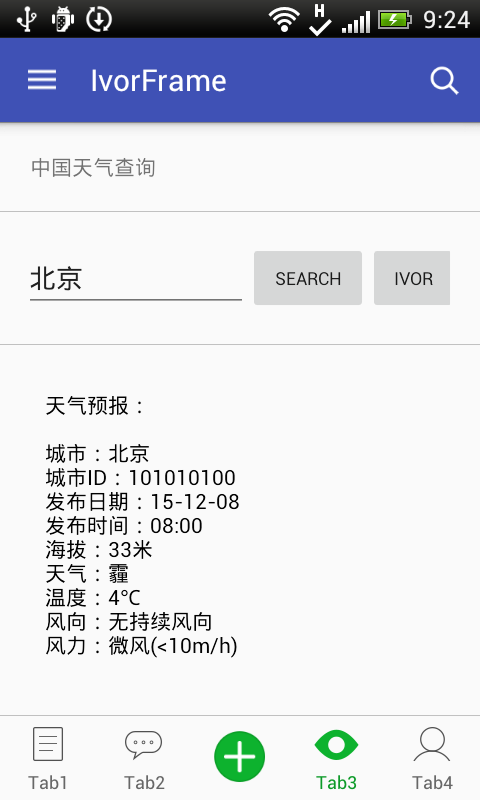 H
9:24
IvorFrame
中国天气查询
北京
SEARCH
IVOR
天气预报：
城市：北京
城市ID：101010100
发布日期：15-12-08
发布时间：08:00
海拔：33米
天气：霾
温度：4℃
风向：无持续风向
风力：微风(<10m/h)
Tab1
Tab2
Tab3
Tab4